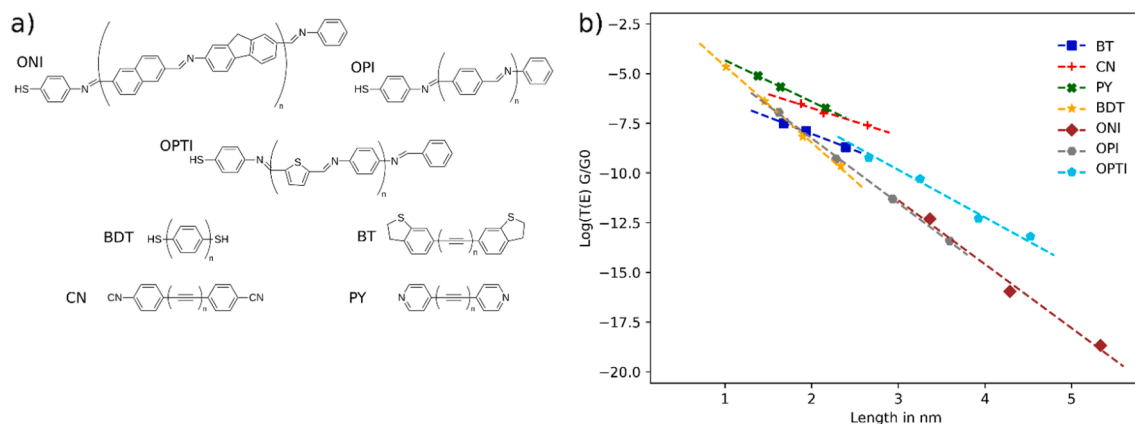 a)
ONI
HS
N
N
N
n
OPI
HS
N
N
n
OPTI
HS
N
S
N
N
n
BDT
HS
SH
n
BT
S
S
n
CN
CN
CN
n
PY
N
N
n
b)
−2.5
−5.0
−7.5
−10.0
−12.5
−15.0
−17.5
−20.0
Log(T(E) G/G0
1 2 3 4 5
Length in nm
BT
CN
PY
BDT
ONI
OPI
OPTI